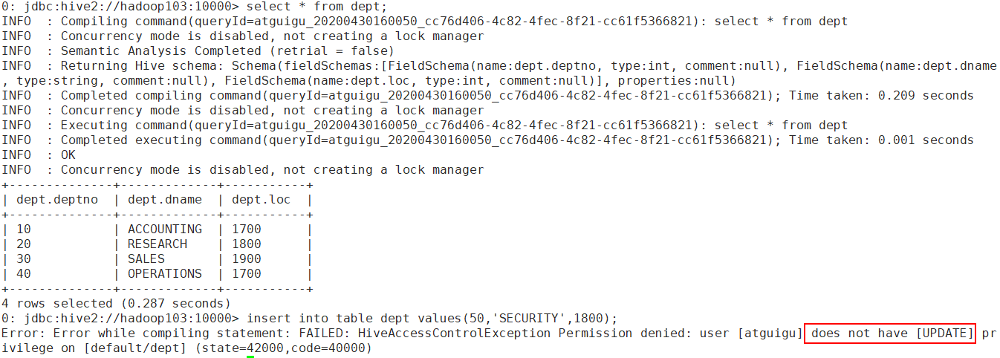 0: jdbc:hive2://hadoop103:10000> select * from dept;
INFO  : Compiling command(queryId=atguigu_20200430160050_cc76d406-4c82-4fec-8f21-cc61f5366821): select * from dept
INFO  : Concurrency mode is disabled, not creating a lock manager
INFO  : Semantic Analysis Completed (retrial = false)
INFO  : Returning Hive schema: Schema(fieldSchemas:[FieldSchema(name:dept.deptno, type:int, comment:null), FieldSchema(name:dept.dname
, type:string, comment:null), FieldSchema(name:dept.loc, type:int, comment:null)], properties:null)
INFO  : Completed compiling command(queryId=atguigu_20200430160050_cc76d406-4c82-4fec-8f21-cc61f5366821); Time taken: 0.209 seconds
INFO  : Concurrency mode is disabled, not creating a lock manager
INFO  : Executing command(queryId=atguigu_20200430160050_cc76d406-4c82-4fec-8f21-cc61f5366821): select * from dept
INFO  : Completed executing command(queryId=atguigu_20200430160050_cc76d406-4c82-4fec-8f21-cc61f5366821); Time taken: 0.001 seconds
INFO  : OK
INFO  : Concurrency mode is disabled, not creating a lock manager
+--------------+-------------+-----------+
| dept.deptno  | dept.dname  | dept.loc  |
+--------------+-------------+-----------+
| 10           | ACCOUNTING  | 1700      |
| 20           | RESEARCH    | 1800      |
| 30           | SALES       | 1900      |
| 40           | OPERATIONS  | 1700      |
+--------------+-------------+-----------+
4 rows selected (0.287 seconds)
0: jdbc:hive2://hadoop103:10000> insert into table dept values(50,'SECURITY',1800);
Error: Error while compiling statement: FAILED: HiveAccessControlException Permission denied: user [atguigu] does not have [UPDATE] pr
ivilege on [default/dept] (state=42000,code=40000)